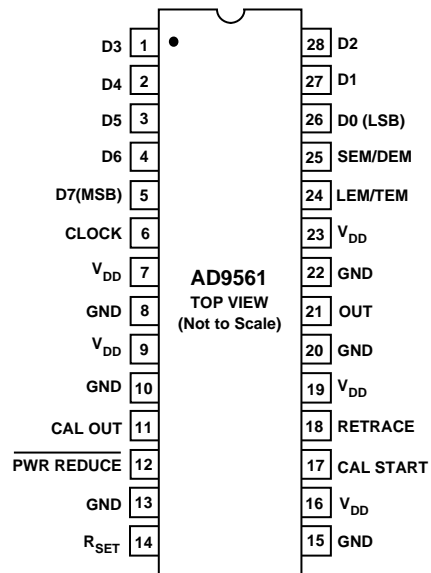 D3 1 28 D2
D4 2 27 D1
D5 3 26 D0 (LSB)
D6 4 25 SEM/DEM
D7(MSB) 5 24 LEM/TEM
CLOCK 6 23 VDD
VDD 7 AD9561 22 GND
GND 8 TOP VIEW 21 OUT
(Not to Scale)
VDD 9 20 GND
GND 10 19 VDD
CAL OUT 11 18 RETRACE
PWR REDUCE 12 17 CAL START
GND 13 16 VDD
RSET 14 15 GND